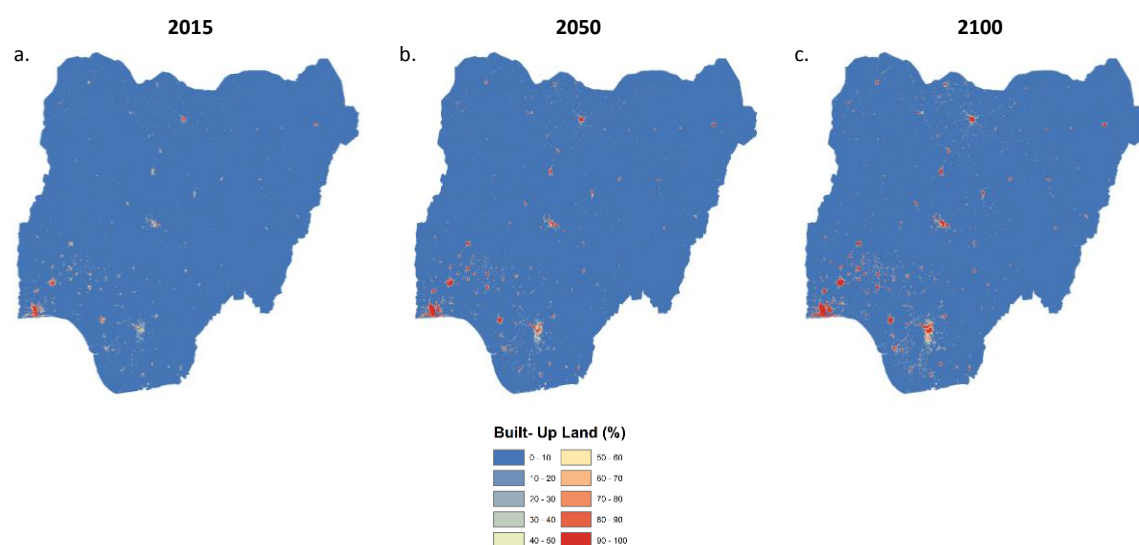 2015 2050 2100
a. b. c.
Built- Up Land (%)
0 - 10 50 - 60
10 - 20 60 - 70
20 - 30 70 - 80
30 - 40 80 - 90
40 - 50 90 - 100